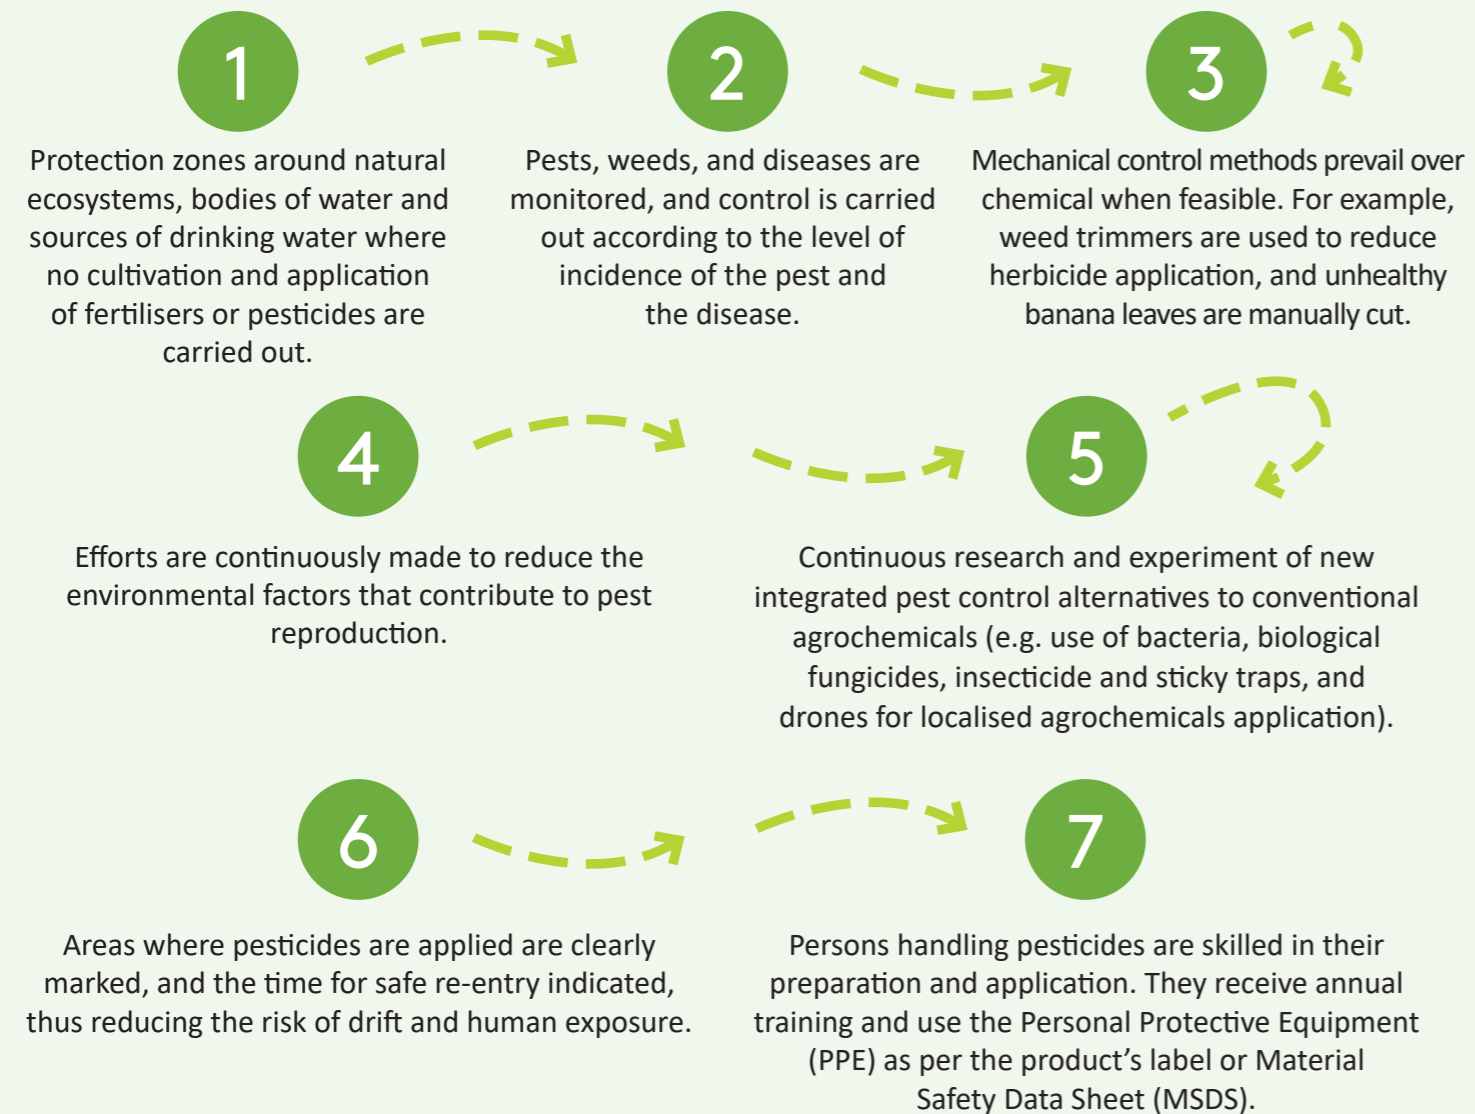 1
Protection zones around natural
ecosystems, bodies of water and
sources of drinking water where
no cultivation and application
of fertilisers or pesticides are
carried out.
2
Pests, weeds, and diseases are
monitored, and control is carried
out according to the level of
incidence of the pest and
the disease.
3
Mechanical control methods prevail over
chemical when feasible. For example,
weed trimmers are used to reduce
herbicide application, and unhealthy
banana leaves are manually cut.
4
Efforts are continuously made to reduce the
environmental factors that contribute to pest
reproduction.
5
Continuous research and experiment of new
integrated pest control alternatives to conventional
agrochemicals (e.g. use of bacteria, biological
fungicides, insecticide and sticky traps, and
drones for localised agrochemicals application).
6
Areas where pesticides are applied are clearly
marked, and the time for safe re-entry indicated,
thus reducing the risk of drift and human exposure.
7
Persons handling pesticides are skilled in their
preparation and application. They receive annual
training and use the Personal Protective Equipment
(PPE) as per the product’s label or Material
Safety Data Sheet (MSDS).